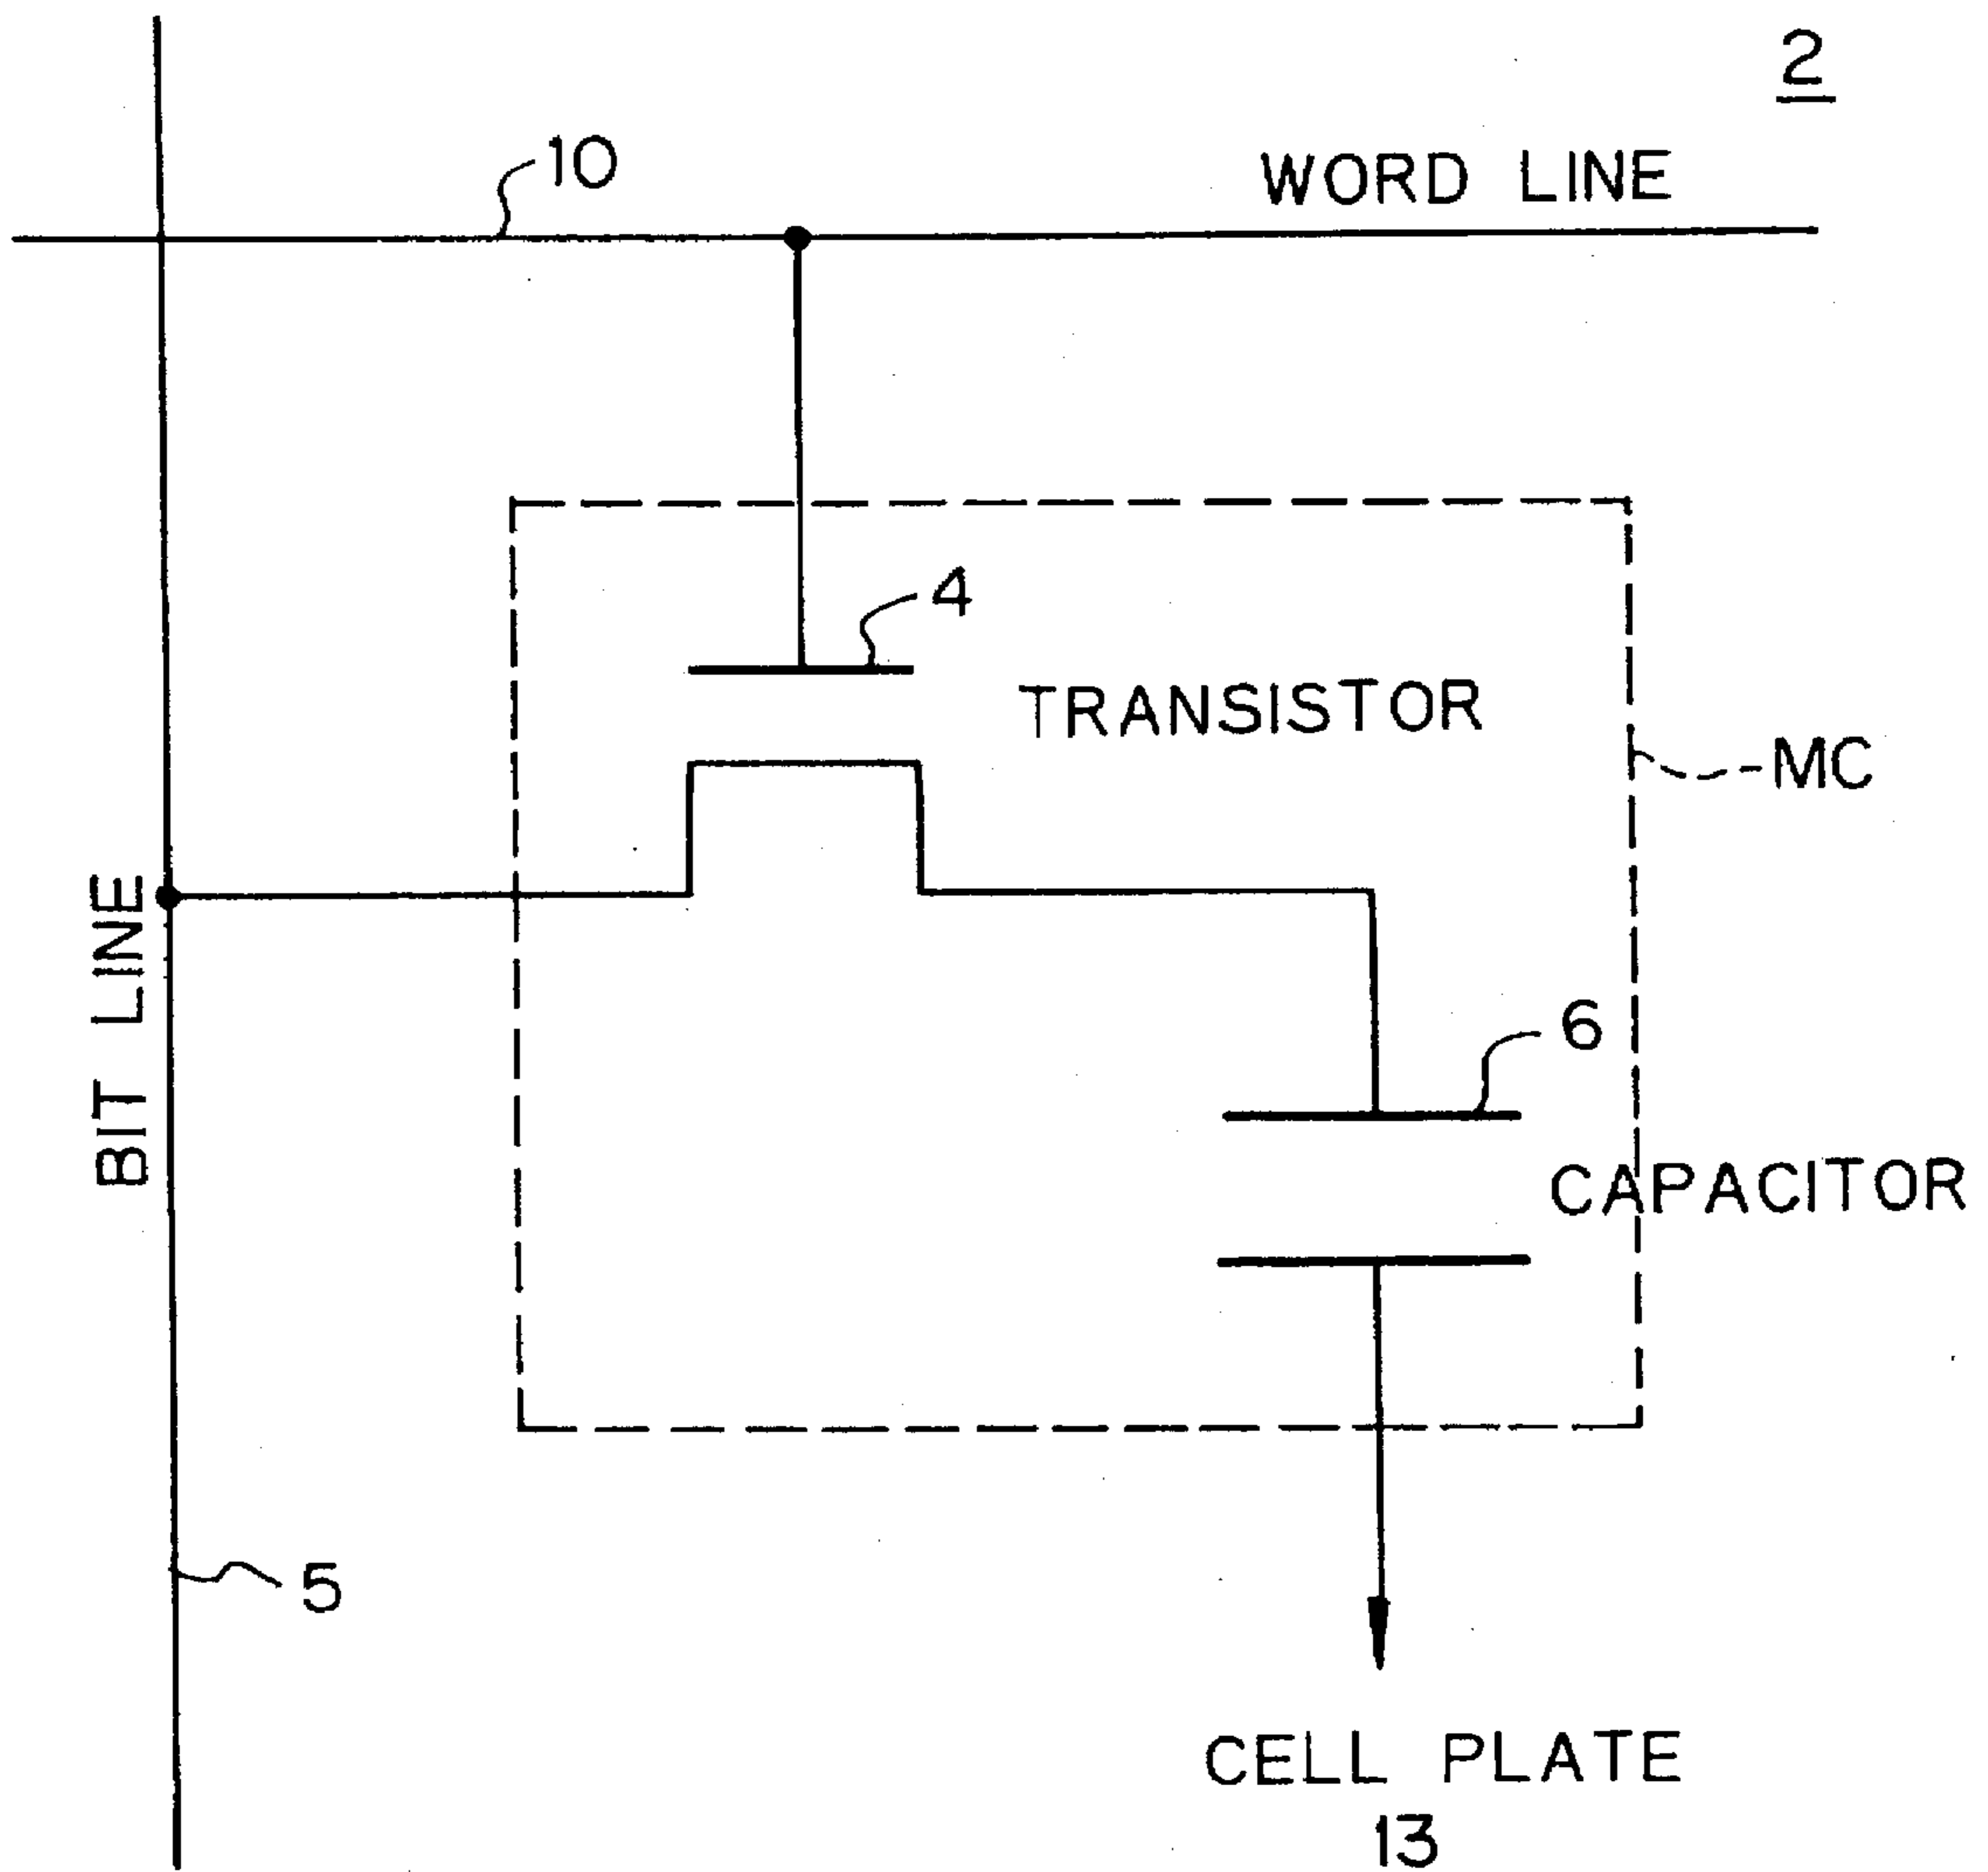 2
10
WORD LINE
4
TRANSISTOR
MC
BIT LINE
6
CAPACITOR
5
CELL PLATE
13